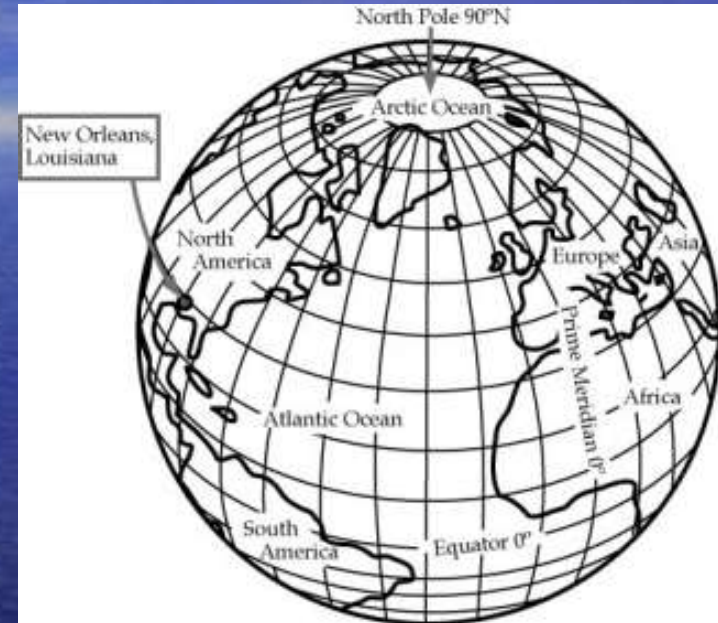 North Pole 90°N
Arctic Ocean
New Orleans,
Louisiana
North
America
Europe
Asia
Prime Meridian 0°
Africa
Atlantic Ocean
South
America
Equator 0°